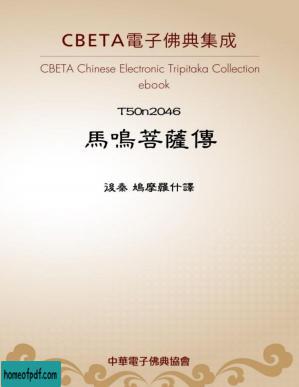 CBETA電子佛典集成
CBETA Chinese Electronic Tripitaka Collection
ebook
T50n2046
馬鳴菩薩傳
後秦 鳩摩羅什譯
中華電子佛典協會
homeofpdf.com